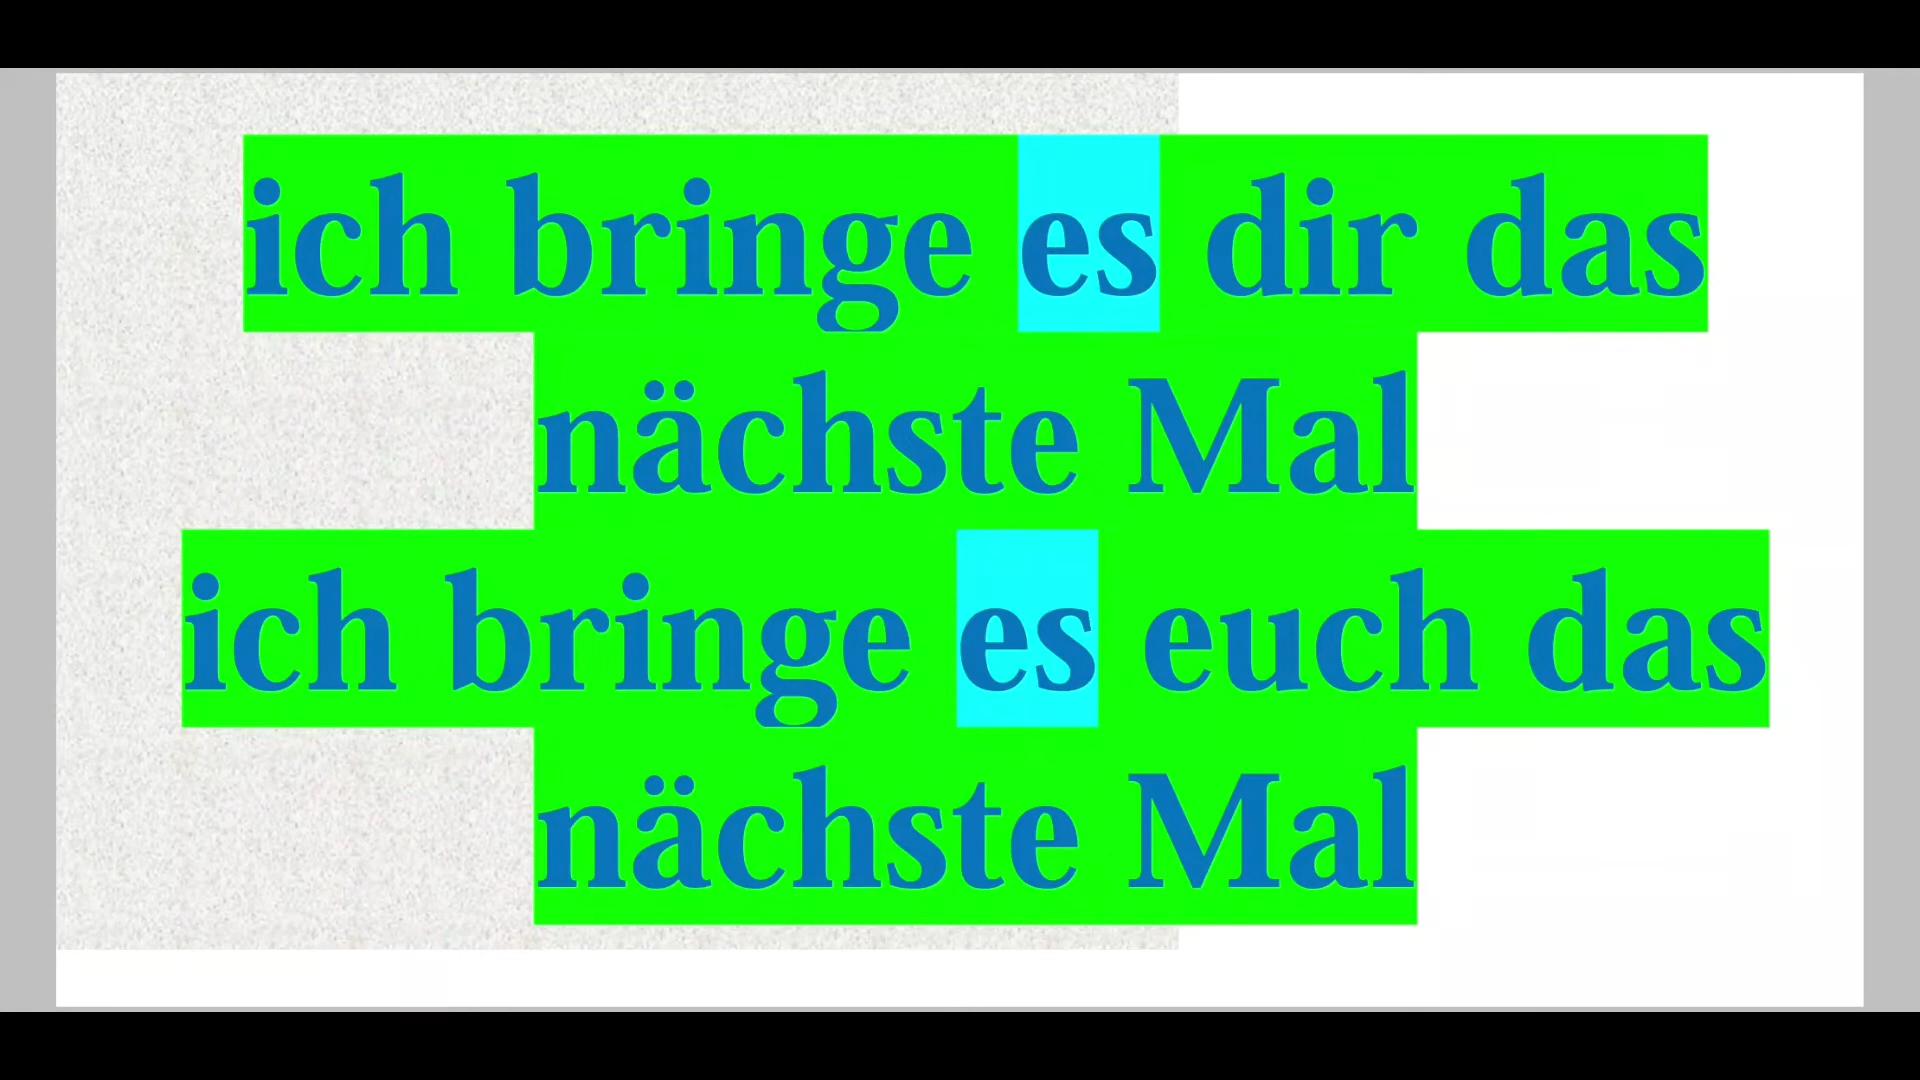 ich bringe es dir das
nächste Mal
ich bringe es euch das
nächste Mal